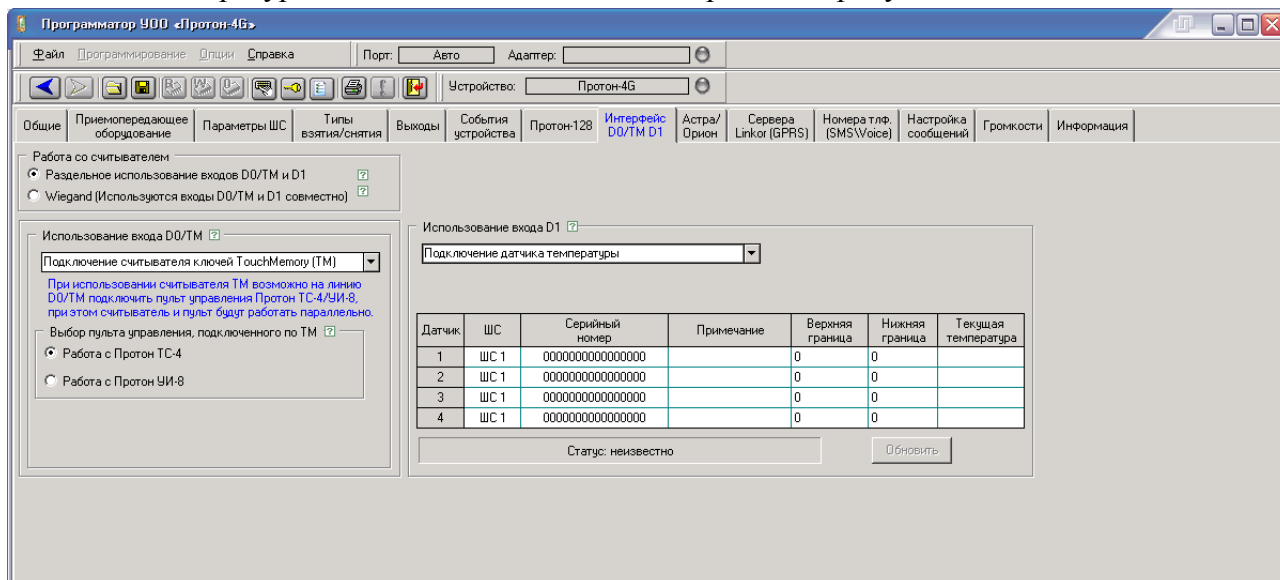 Программатор УОО «Протон-4G»
Файл Программирование Опции Справка Порт: Авто Адаптер:
Устройство: Протон-4G
Общие Приемопередающее оборудование Параметры ШС Типы взятия/снятия Выходы События устройства Протон-128 Интерфейс D0/TM D1 Астра/Орион Сервера Linkor (GPRS) Номера тлф. (SMS\Voice) Настройка сообщений Громкости Информация
Работа со считывателем
Раздельное использование входов D0/TM и D1 ?
Wiegand (Используются входы D0/TM и D1 совместно) ?
Использование входа D0/TM ?
Подключение считывателя ключей TouchMemory (TM)
При использовании считывателя ТМ возможно на линию
D0/TM подключить пульт управления Протон ТС-4/УИ-8,
при этом считыватель и пульт будут работать параллельно.
Выбор пульта управления, подключенного по ТМ ?
Работа с Протон ТС-4
Работа с Протон УИ-8
Использование входа D1 ?
Подключение датчика температуры
Датчик ШС Серийный номер Примечание Верхняя граница Нижняя граница Текущая температура
1 ШС 1 0000000000000000 0 0
2 ШС 1 0000000000000000 0 0
3 ШС 1 0000000000000000 0 0
4 ШС 1 0000000000000000 0 0
Статус: неизвестно Обновить